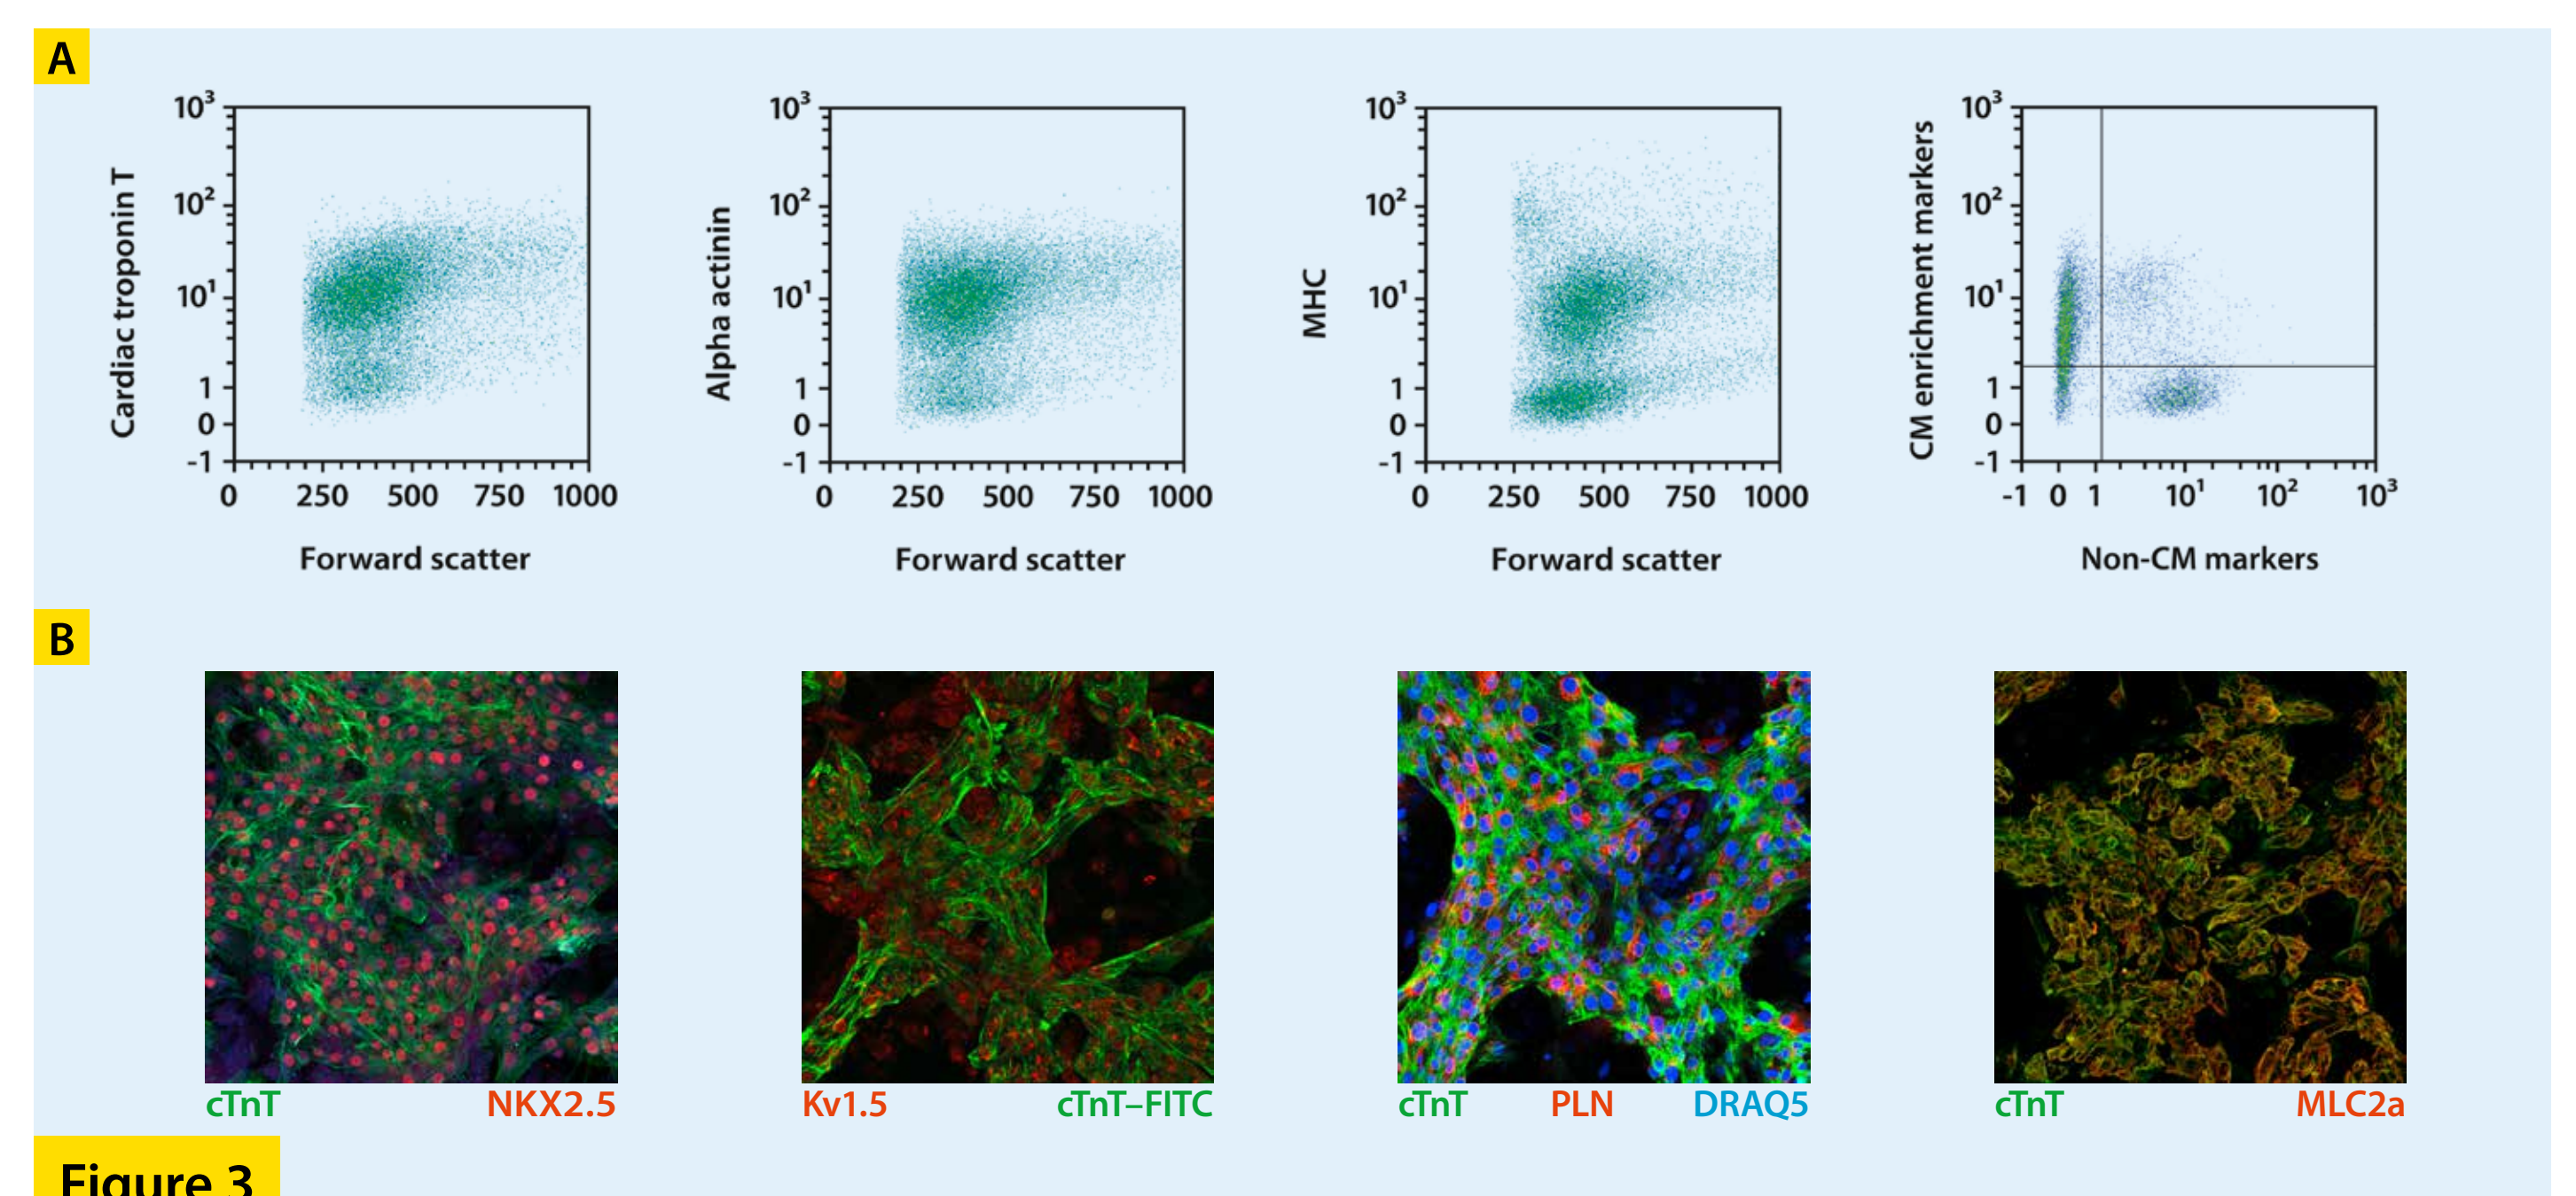 A
Cardiac troponin T
10³
10²
10¹
1
0
-1
0 250 500 750 1000
Forward scatter
Alpha actinin
10³
10²
10¹
1
0
-1
0 250 500 750 1000
Forward scatter
MHC
10³
10²
10¹
1
0
-1
0 250 500 750 1000
Forward scatter
CM enrichment markers
10³
10²
10¹
1
0
-1
-1 0 1 10¹ 10² 10³
Non-CM markers
B
cTnT NKX2.5
Kv1.5 cTnT–FITC
cTnT PLN DRAQ5
cTnT MLC2a
Figure 3